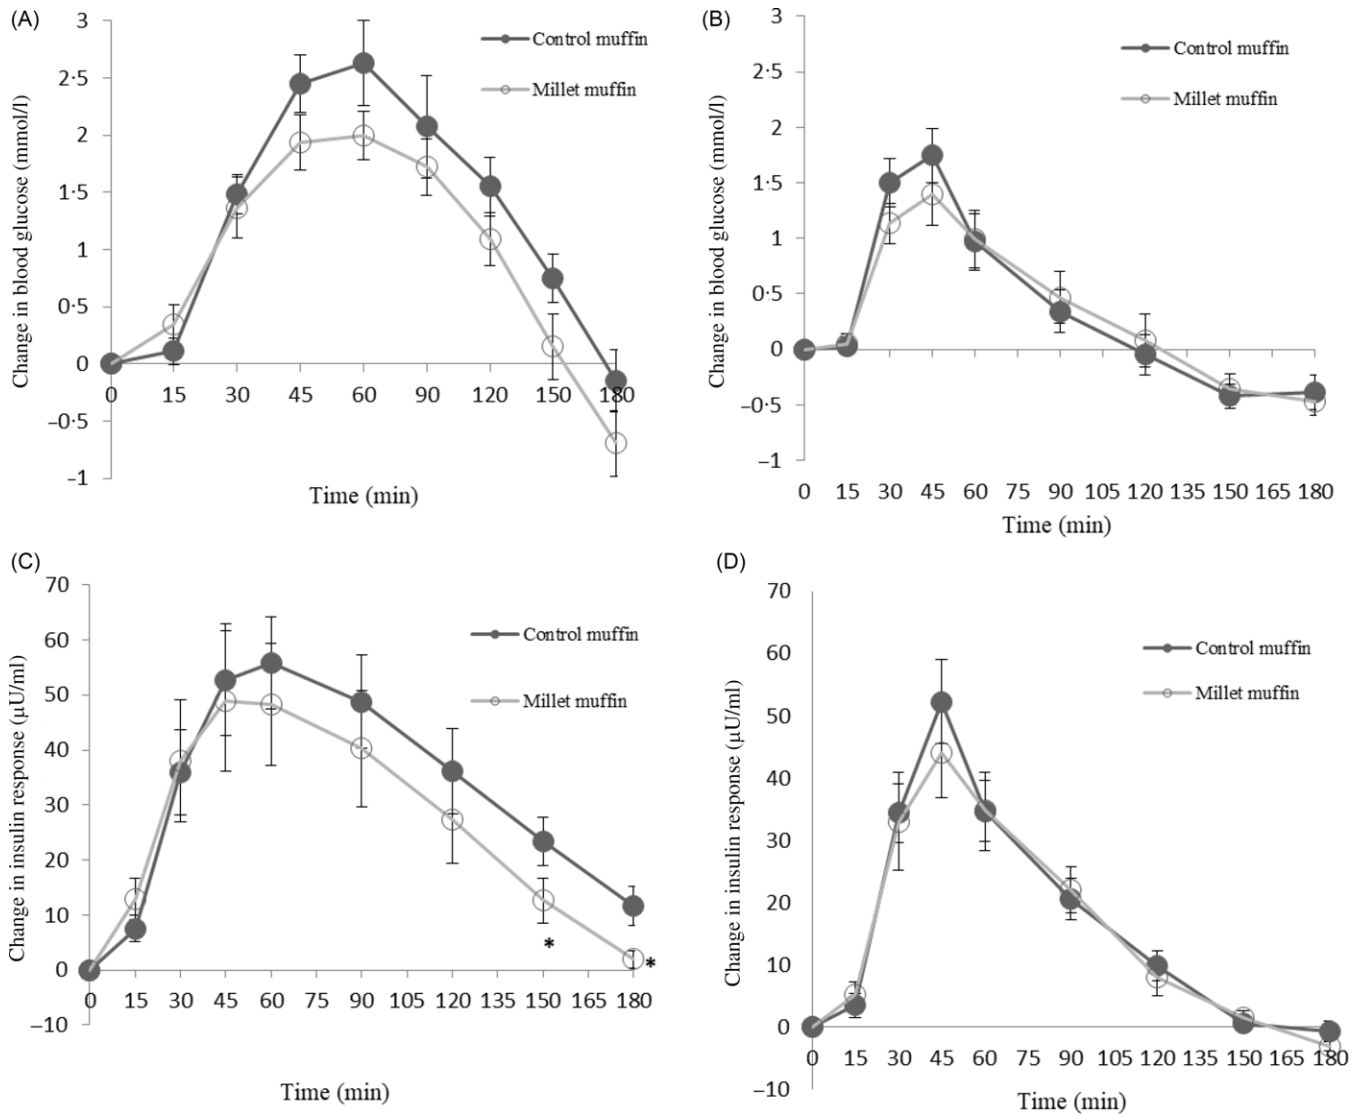 (A)
Change in blood glucose (mmol/l)
3
2·5
2
1·5
1
0·5
0
–0·5
–1
Control muffin
Millet muffin
0 15 30 45 60 90 120 150 180
Time (min)
(B)
Change in blood glucose (mmol/l)
3
2·5
2
1·5
1
0·5
0
–0·5
–1
Control muffin
Millet muffin
0 15 30 45 60 75 90 105 120 135 150 165 180
Time (min)
(C)
Change in insulin response (µU/ml)
70
60
50
40
30
20
10
0
–10
Control muffin
Millet muffin
*
*
0 15 30 45 60 75 90 105 120 135 150 165 180
Time (min)
(D)
Change in insulin response (µU/ml)
70
60
50
40
30
20
10
0
–10
Control muffin
Millet muffin
0 15 30 45 60 75 90 105 120 135 150 165 180
Time (min)